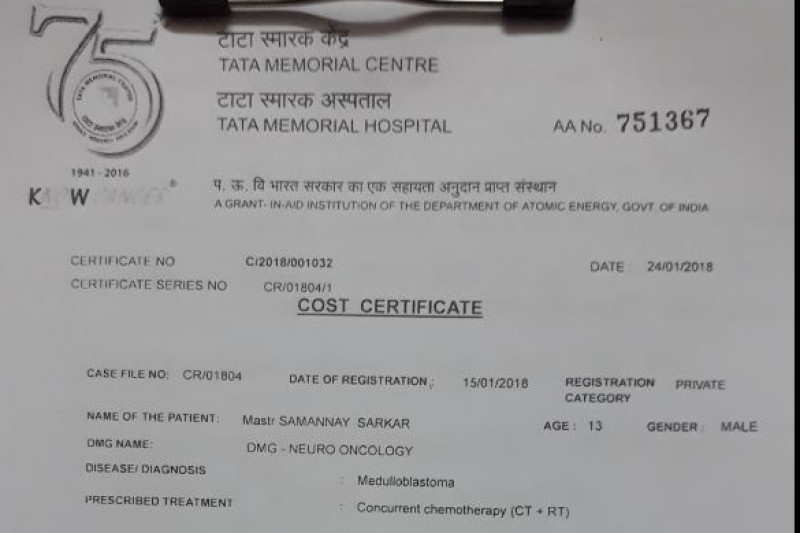 75
टाटा स्मारक केंद्र
TATA MEMORIAL CENTRE
टाटा स्मारक अस्पताल
TATA MEMORIAL HOSPITAL
AA No. 751367
1941 - 2016
K W
प. ऊ. वि भारत सरकार का एक सहायता अनुदान प्राप्त संस्थान
A GRANT- IN-AID INSTITUTION OF THE DEPARTMENT OF ATOMIC ENERGY, GOVT. OF INDIA
CERTIFICATE NO C/2018/001032 DATE 24/01/2018
CERTIFICATE SERIES NO CR/01804/1
COST CERTIFICATE
CASE FILE NO: CR/01804 DATE OF REGISTRATION : 15/01/2018 REGISTRATION CATEGORY PRIVATE
NAME OF THE PATIENT: Mastr SAMANNAY SARKAR AGE : 13 GENDER : MALE
DMG NAME: DMG - NEURO ONCOLOGY
DISEASE/ DIAGNOSIS : Medulloblastoma
PRESCRIBED TREATMENT : Concurrent chemotherapy (CT + RT)